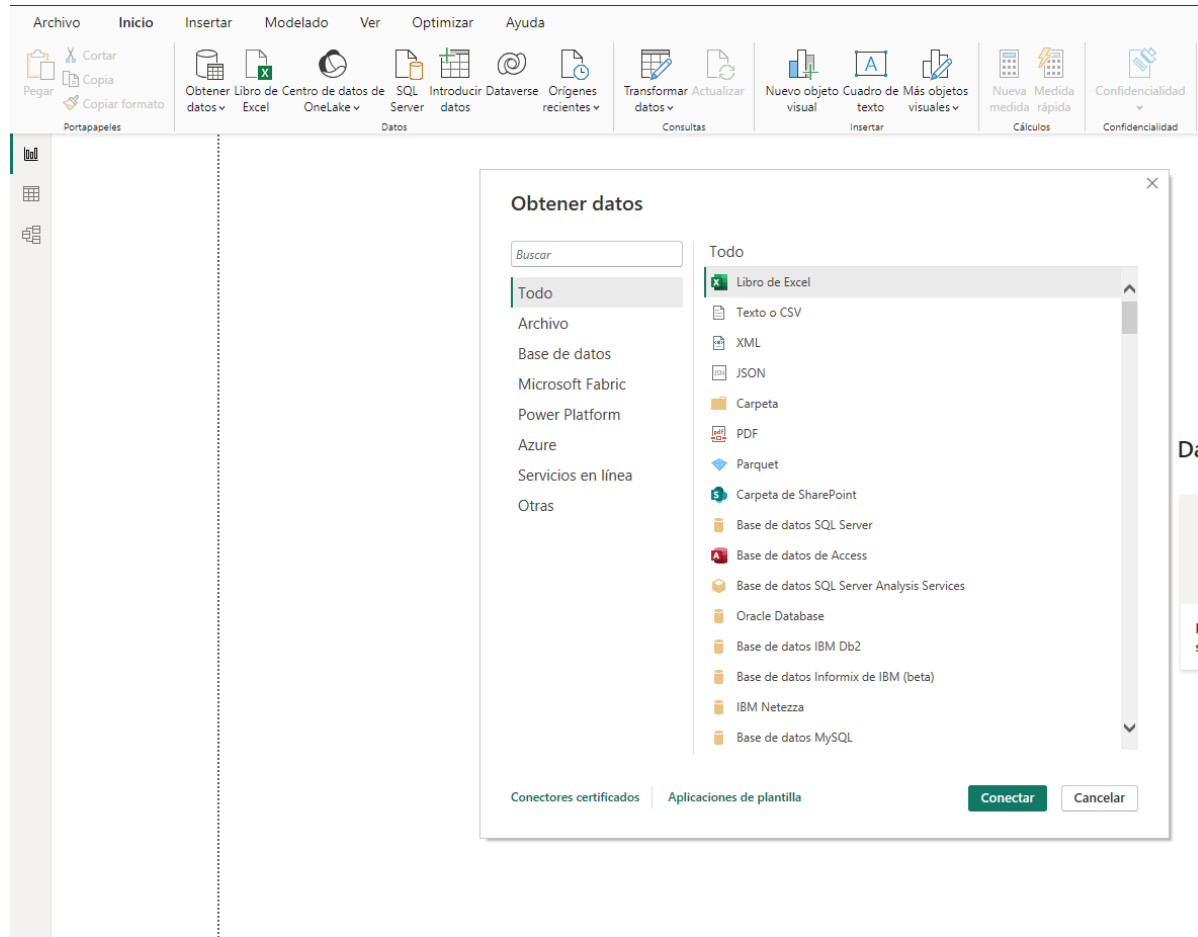 Archivo Inicio Insertar Modelado Ver Optimizar Ayuda
Pegar
Cortar
Copia
Copiar formato
Portapapeles
Obtener datos
Libro de Excel
Centro de datos de OneLake
SQL Server
Introducir datos
Dataverse
Orígenes recientes
Datos
Transformar datos
Actualizar
Consultas
Nuevo objeto visual
Cuadro de texto
Más objetos visuales
Insertar
Nueva medida
Medida rápida
Cálculos
Confidencialidad
Confidencialidad
Obtener datos
Buscar
Todo
Archivo
Base de datos
Microsoft Fabric
Power Platform
Azure
Servicios en línea
Otras
Todo
Libro de Excel
Texto o CSV
XML
JSON
Carpeta
PDF
Parquet
Carpeta de SharePoint
Base de datos SQL Server
Base de datos de Access
Base de datos SQL Server Analysis Services
Oracle Database
Base de datos IBM Db2
Base de datos Informix de IBM (beta)
IBM Netezza
Base de datos MySQL
Conectores certificados
Aplicaciones de plantilla
Conectar
Cancelar